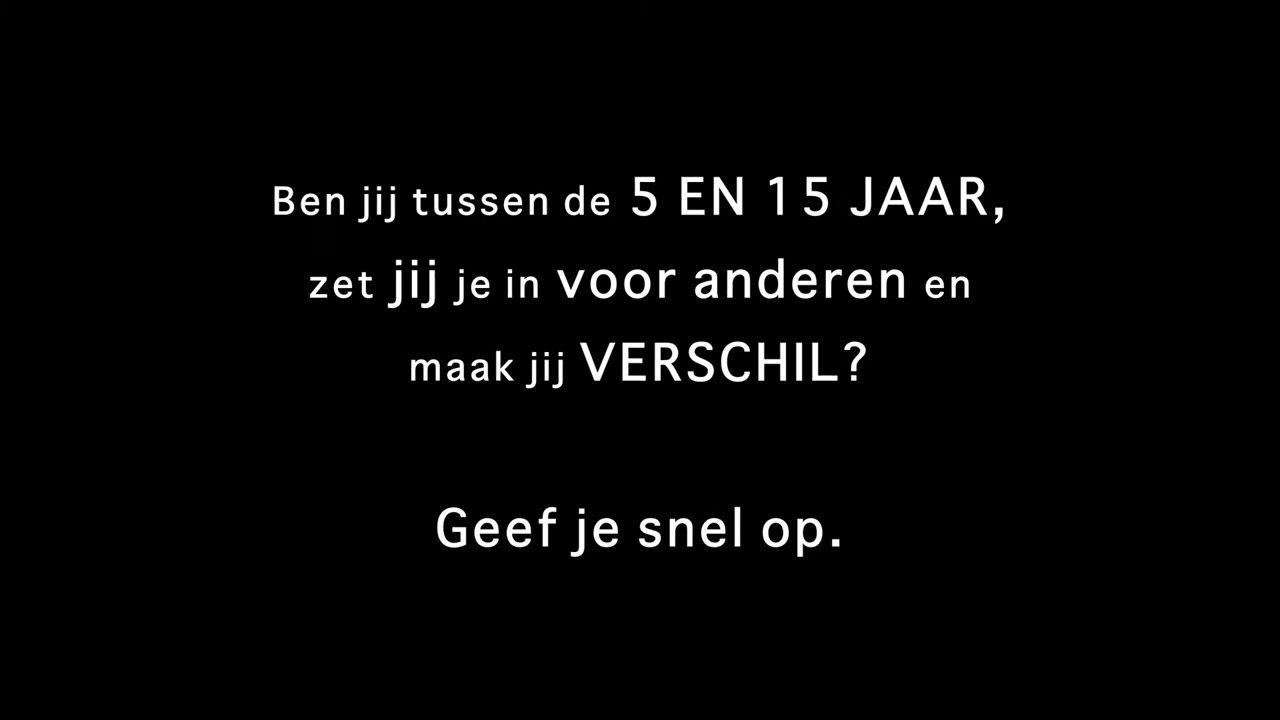 Ben jij tussen de 5 EN 15 JAAR,
zet jij je in voor anderen en
maak jij VERSCHIL?
Geef je snel op.